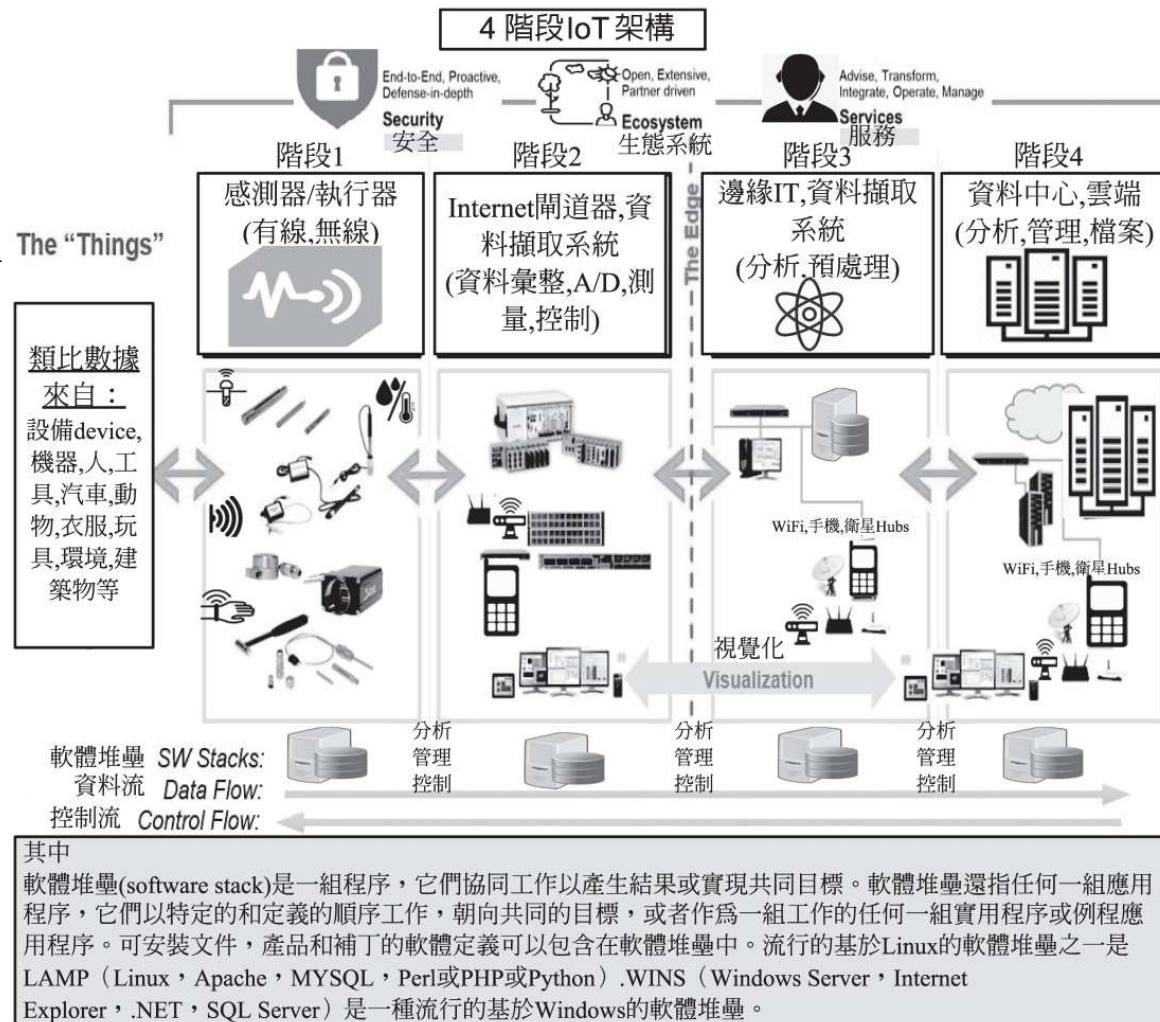 4 階段IoT 架構
End-to-End, Proactive,
Defense-in-depth
Security
安全
Open, Extensive,
Partner driven
Ecosystem
生態系統
Advise, Transform,
Integrate, Operate, Manage
Services
服務
階段1
階段2
階段3
階段4
The "Things"
感測器/執行器
(有線,無線)
Internet閘道器,資
料擷取系統
(資料彙整,A/D,測
量,控制)
The Edge
邊緣IT,資料擷取
系統
(分析,預處理)
資料中心,雲端
(分析,管理,檔案)
類比數據
來自：
設備device,
機器,人,工
具,汽車,動
物,衣服,玩
具,環境,建
築物等
WiFi,手機,衛星Hubs
WiFi,手機,衛星Hubs
視覺化
Visualization
軟體堆壘 SW Stacks:
分析
管理
控制
分析
管理
控制
分析
管理
控制
資料流 Data Flow:
控制流 Control Flow:
其中
軟體堆壘(software stack)是一組程序，它們協同工作以產生結果或實現共同目標。軟體堆壘還指任何一組應用
程序，它們以特定的和定義的順序工作，朝向共同的目標，或者作爲一組工作的任何一組實用程序或例程應
用程序。可安裝文件，產品和補丁的軟體定義可以包含在軟體堆壘中。流行的基於Linux的軟體堆壘之一是
LAMP（Linux，Apache，MYSQL，Perl或PHP或Python）.WINS（Windows Server，Internet
Explorer，.NET，SQL Server）是一種流行的基於Windows的軟體堆壘。